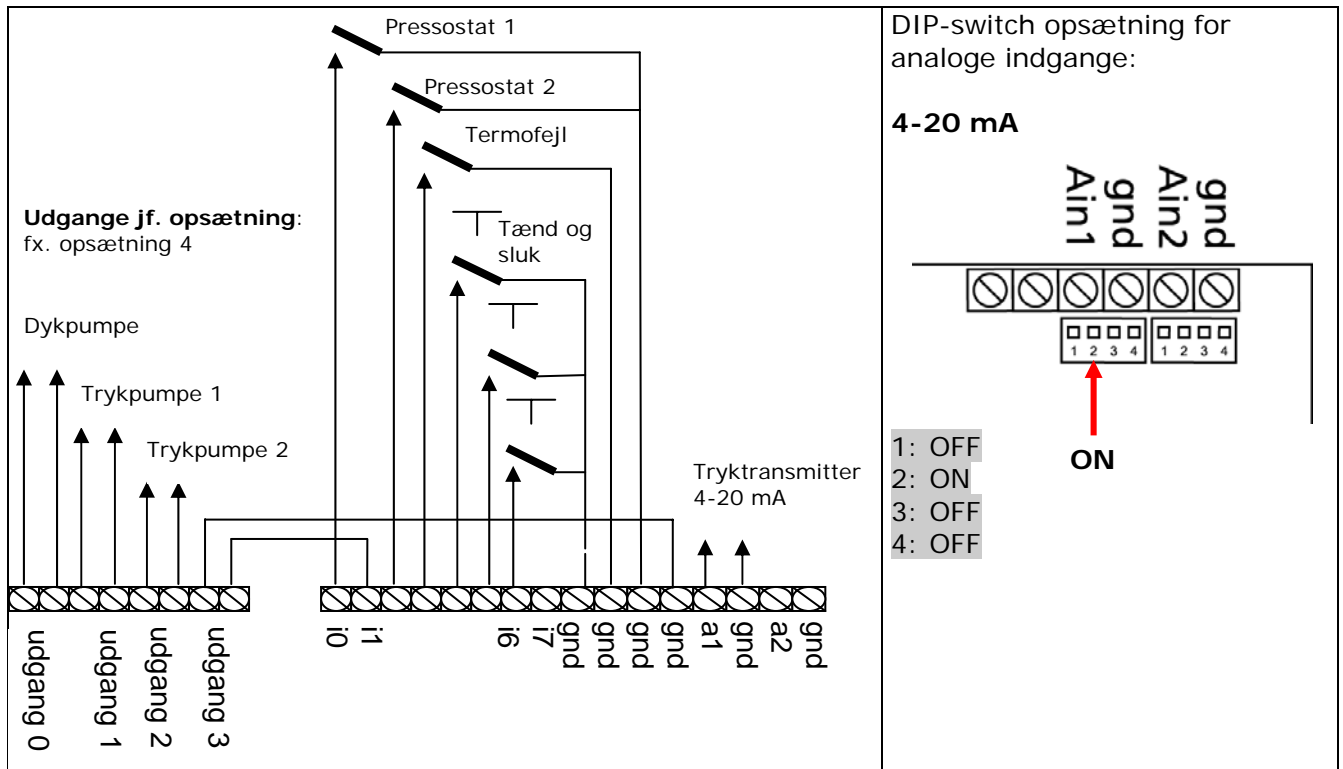 Pressostat 1
Pressostat 2
Termofejl
Udgange jf. opsætning:
fx. opsætning 4
Tænd og
sluk
Dykpumpe
Trykpumpe 1
Trykpumpe 2
Tryktransmitter
4-20 mA
udgang 0
udgang 1
udgang 2
udgang 3
i0
i1
i6
i7
gnd
gnd
gnd
gnd
a1
gnd
a2
gnd
DIP-switch opsætning for
analoge indgange:
4-20 mA
Ain1
gnd
Ain2
gnd
1 2 3 4
1 2 3 4
ON
1: OFF
2: ON
3: OFF
4: OFF